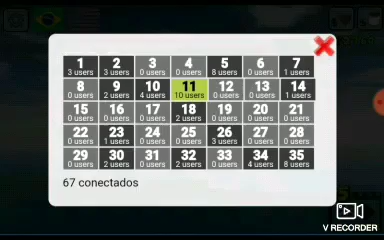 1 2 3 4 5 6 7
3 users 3 users 0 users 0 users 8 users 0 users 1 users
8 9 10 11 12 13 14
0 users 2 users 4 users 10 users 0 users 0 users 1 users
15 16 17 18 19 20 21
0 users 0 users 0 users 2 users 0 users 0 users 0 users
22 23 24 25 26 27 28
0 users 1 users 0 users 0 users 3 users 0 users 0 users
29 30 31 32 33 34 35
0 users 2 users 0 users 2 users 0 users 4 users 8 users
67 conectados
V RECORDER